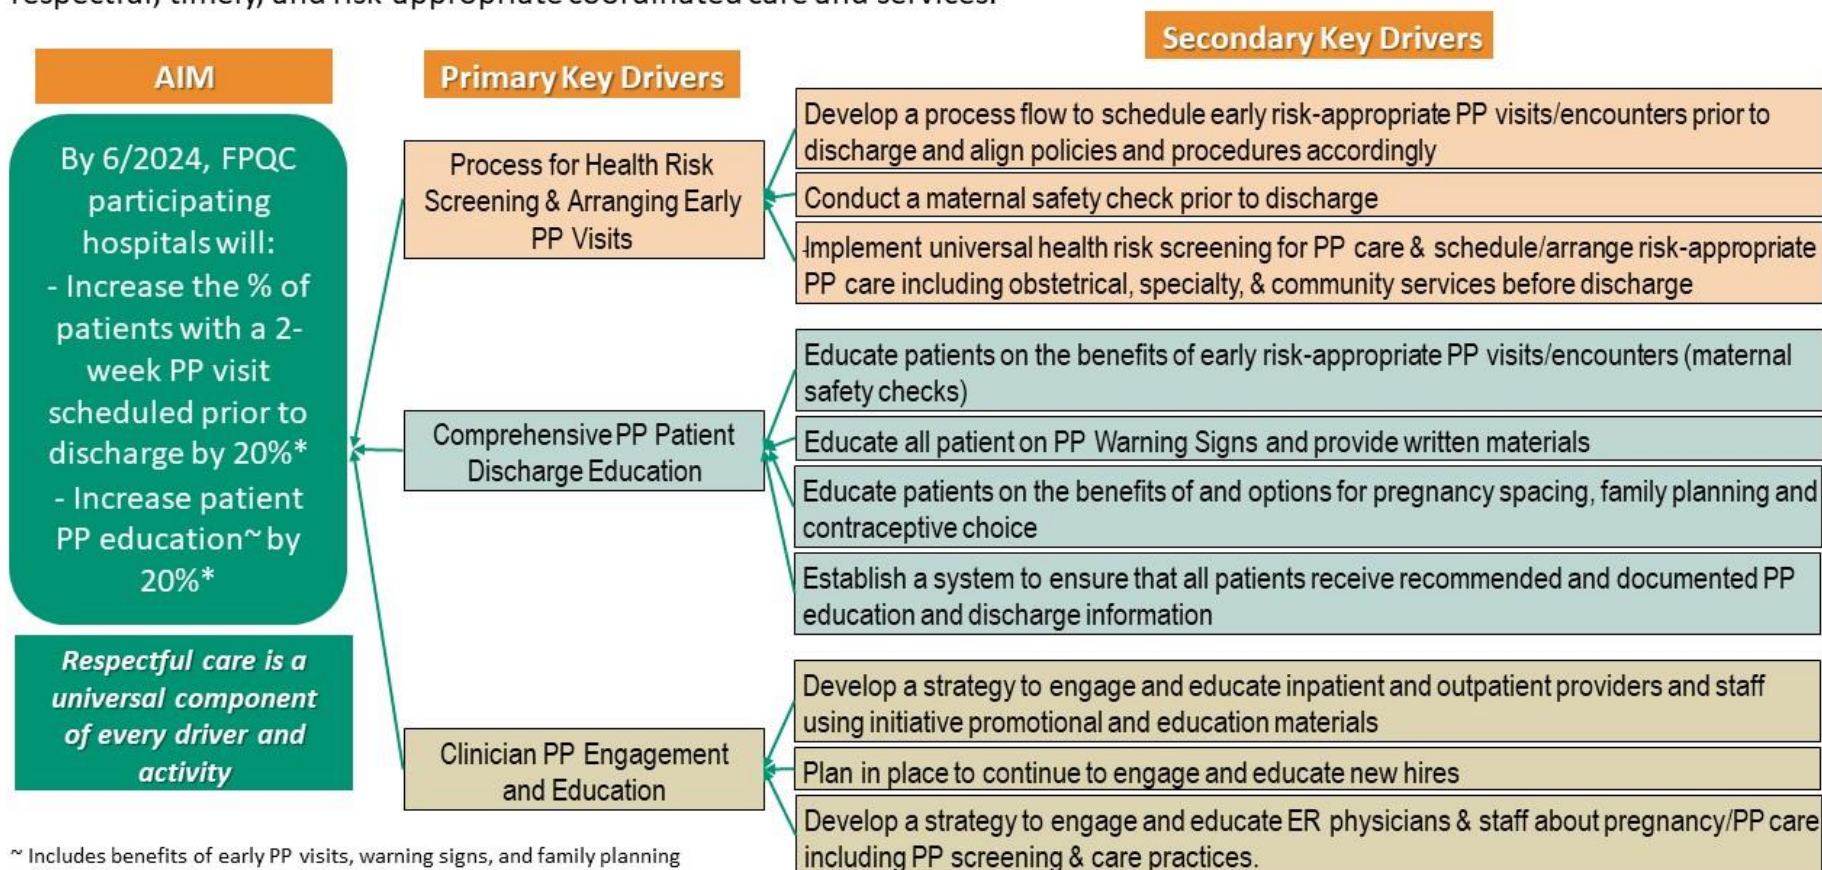 respectful, timely, and risk-appropriate coordinated care and services.
Secondary Key Drivers
AIM
Primary Key Drivers
By 6/2024, FPQC
participating
hospitals will:
- Increase the % of
patients with a 2-
week PP visit
scheduled prior to
discharge by 20%*
- Increase patient
PP education~ by
20%*
Respectful care is a
universal component
of every driver and
activity
Process for Health Risk
Screening & Arranging Early
PP Visits
Develop a process flow to schedule early risk-appropriate PP visits/encounters prior to
discharge and align policies and procedures accordingly
Conduct a maternal safety check prior to discharge
Implement universal health risk screening for PP care & schedule/arrange risk-appropriate
PP care including obstetrical, specialty, & community services before discharge
Comprehensive PP Patient
Discharge Education
Educate patients on the benefits of early risk-appropriate PP visits/encounters (maternal
safety checks)
Educate all patient on PP Warning Signs and provide written materials
Educate patients on the benefits of and options for pregnancy spacing, family planning and
contraceptive choice
Establish a system to ensure that all patients receive recommended and documented PP
education and discharge information
Clinician PP Engagement
and Education
Develop a strategy to engage and educate inpatient and outpatient providers and staff
using initiative promotional and education materials
Plan in place to continue to engage and educate new hires
Develop a strategy to engage and educate ER physicians & staff about pregnancy/PP care
including PP screening & care practices.
~ Includes benefits of early PP visits, warning signs, and family planning